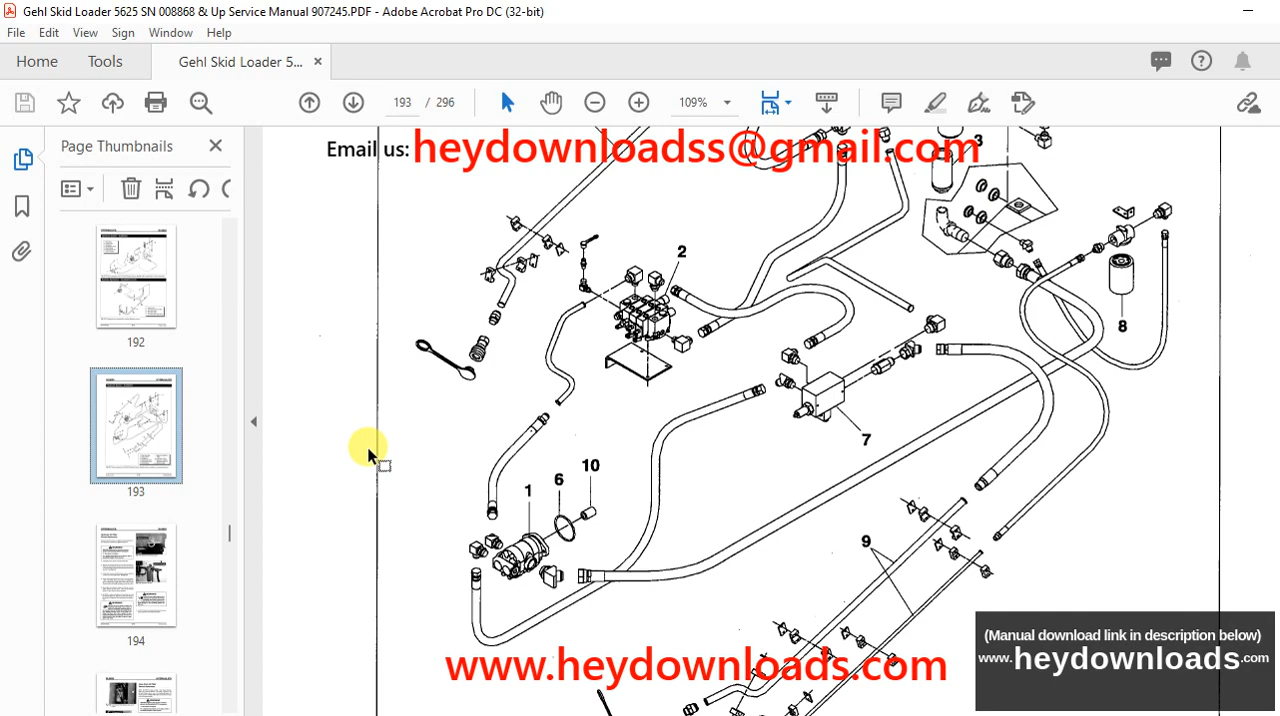 Gehl Skid Loader 5625 SN 008868 & Up Service Manual 907245.PDF - Adobe Acrobat Pro DC (32-bit)
File Edit View Sign Window Help
Home Tools Gehl Skid Loader 5... ×
193 / 296 109%
Page Thumbnails
Email us: heydownloadss@gmail.com
3
2
8
7
10
6
1
9
192
193
194
www.heydownloads.com
(Manual download link in description below)
www.heydownloads.com